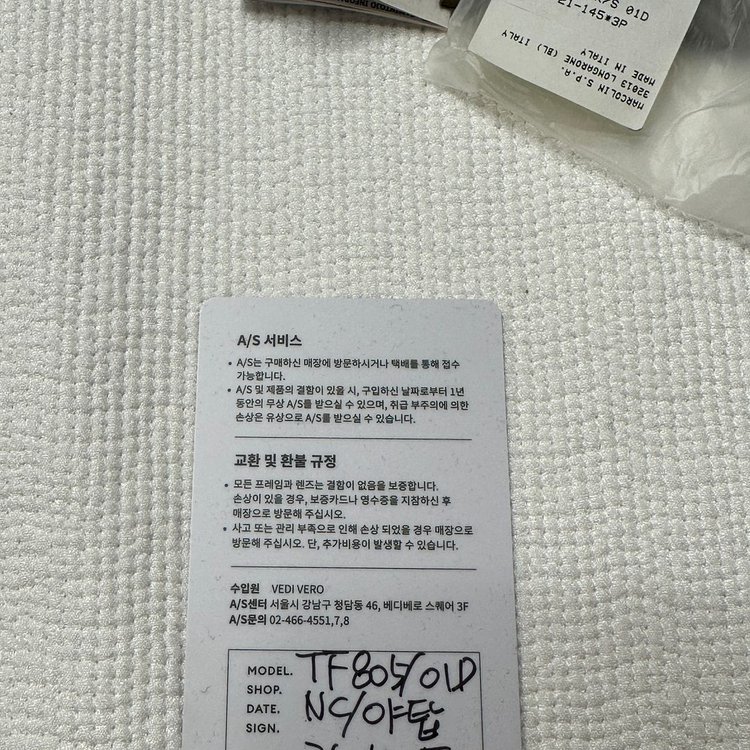 01D
21-145*3P
MARCOLIN S.P.A.
32013 LONGARONE (BL) ITALY
MADE IN ITALY
A/S 서비스
• A/S는 구매하신 매장에 방문하시거나 택배를 통해 접수
가능합니다.
• A/S 및 제품의 결함이 있을 시, 구입하신 날짜로부터 1년
동안의 무상 A/S를 받으실 수 있으며, 취급 부주의에 의한
손상은 유상으로 A/S를 받으실 수 있습니다.
교환 및 환불 규정
• 모든 프레임과 렌즈는 결함이 없음을 보증합니다.
손상이 있을 경우, 보증카드나 영수증을 지참하신 후
매장으로 방문해 주십시오.
• 사고 또는 관리 부족으로 인해 손상 되었을 경우 매장으로
방문해 주십시오. 단, 추가비용이 발생할 수 있습니다.
수입원 VEDI VERO
A/S센터 서울시 강남구 청담동 46, 베디베로 스퀘어 3F
A/S문의 02-466-4551,7,8
MODEL. TF805/01D
SHOP. NC/야탑
DATE.
SIGN.